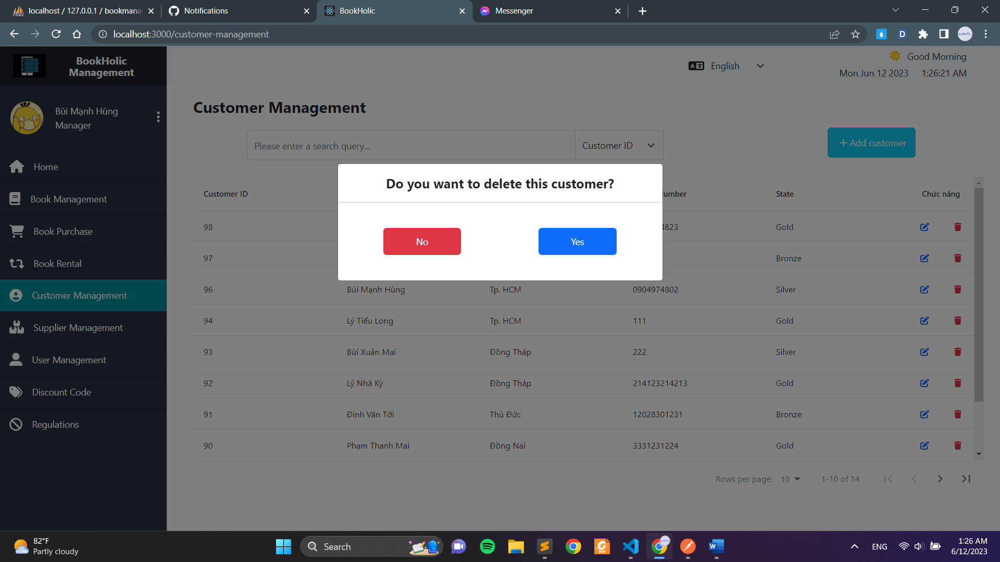 localhost / 127.0.0.1 / bookmana
Notifications
BookHolic
Messenger
localhost:3000/customer-management
BookHolic
Management
English
Good Morning
Mon Jun 12 2023 1:26:21 AM
Bùi Mạnh Hùng
Manager
Home
Book Management
Book Purchase
Book Rental
Customer Management
Supplier Management
User Management
Discount Code
Regulations
Customer Management
Please enter a search query...
Customer ID
+ Add customer
Do you want to delete this customer?
No
Yes
Customer ID umber State Chức năng
98 4823 Gold
97 Bronze
96 Bùi Mạnh Hùng Tp. HCM 0904974802 Silver
94 Lý Tiểu Long Tp. HCM 111 Gold
93 Bùi Xuân Mai Đồng Tháp 222 Silver
92 Lý Nhã Kỳ Đồng Tháp 214123214213 Gold
91 Đinh Văn Tới Thủ Đức 12028301231 Bronze
90 Phạm Thanh Mai Đồng Nai 3331231224 Gold
Rows per page: 10 1-10 of 14
82°F
Partly cloudy
Search
ENG
1:26 AM
6/12/2023